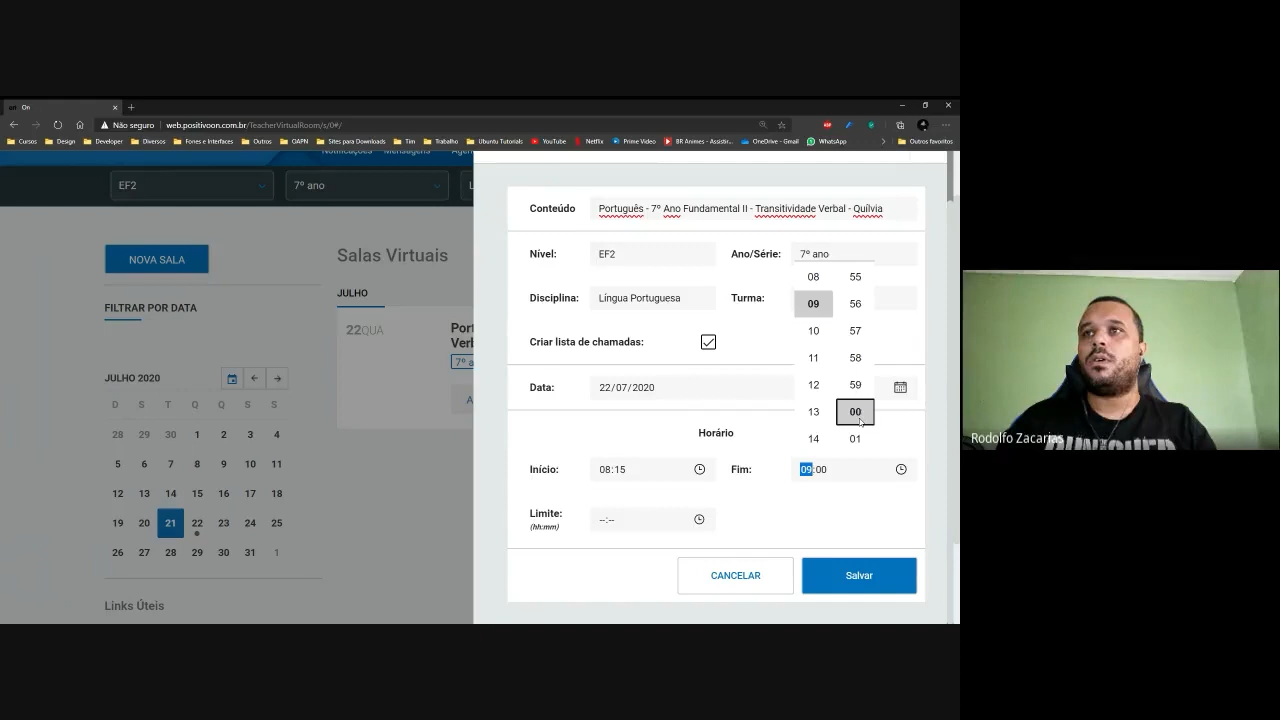 On
Não seguro
web.positivoon.com.br/TeacherVirtualRoom/s/0#/
Cursos
Design
Developer
Diversos
Fones e Interfaces
Outros
OAPN
Sites para Downloads
Tim
Trabalho
Ubuntu Tutorials
YouTube
Netflix
Prime Video
BR Animes - Assistir...
OneDrive - Gmail
WhatsApp
Outros favoritos
EF2
7º ano
L
NOVA SALA
Salas Virtuais
FILTRAR POR DATA
JULHO
22 QUA
Port
Verb
7º a
A
JULHO 2020
D S T Q Q S S
28 29 30 1 2 3 4
5 6 7 8 9 10 11
12 13 14 15 16 17 18
19 20 21 22 23 24 25
26 27 28 29 30 31 1
Links Úteis
Conteúdo
Português - 7º Ano Fundamental II - Transitividade Verbal - Quílvia
Nível:
EF2
Ano/Série:
7º ano
Disciplina:
Língua Portuguesa
Turma:
Criar lista de chamadas:
Data:
22/07/2020
08 55
09 56
10 57
11 58
12 59
13 00
14 01
Horário
Início:
08:15
Fim:
09:00
Limite:
(hh:mm)
--:--
CANCELAR
Salvar
Rodolfo Zacarias